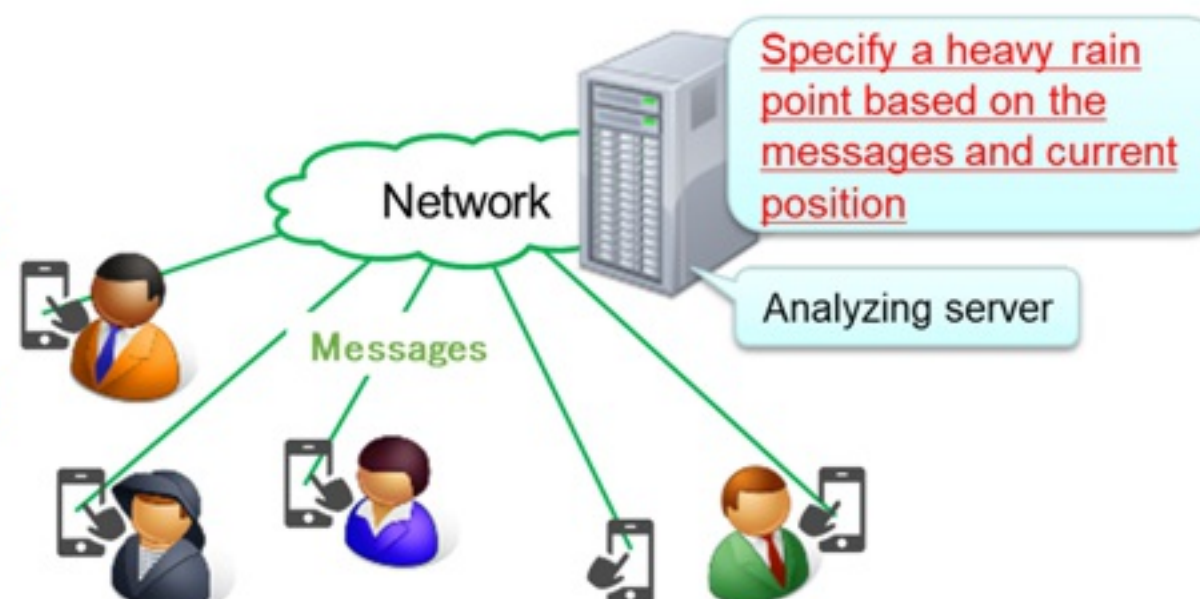 Specify a heavy rain
point based on the
messages and current
position
Network
Analyzing server
Messages